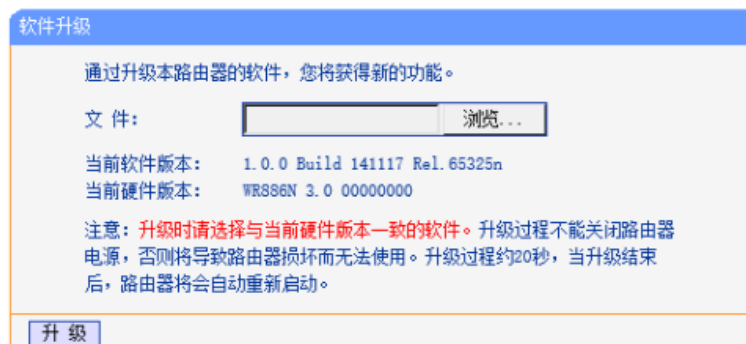 软件升级
通过升级本路由器的软件，您将获得新的功能。
文 件： 浏览...
当前软件版本： 1.0.0 Build 141117 Rel.65325n
当前硬件版本： WR886N 3.0 00000000
注意：升级时请选择与当前硬件版本一致的软件。升级过程不能关闭路由器
电源，否则将导致路由器损坏而无法使用。升级过程约20秒，当升级结束
后，路由器将会自动重新启动。
升 级